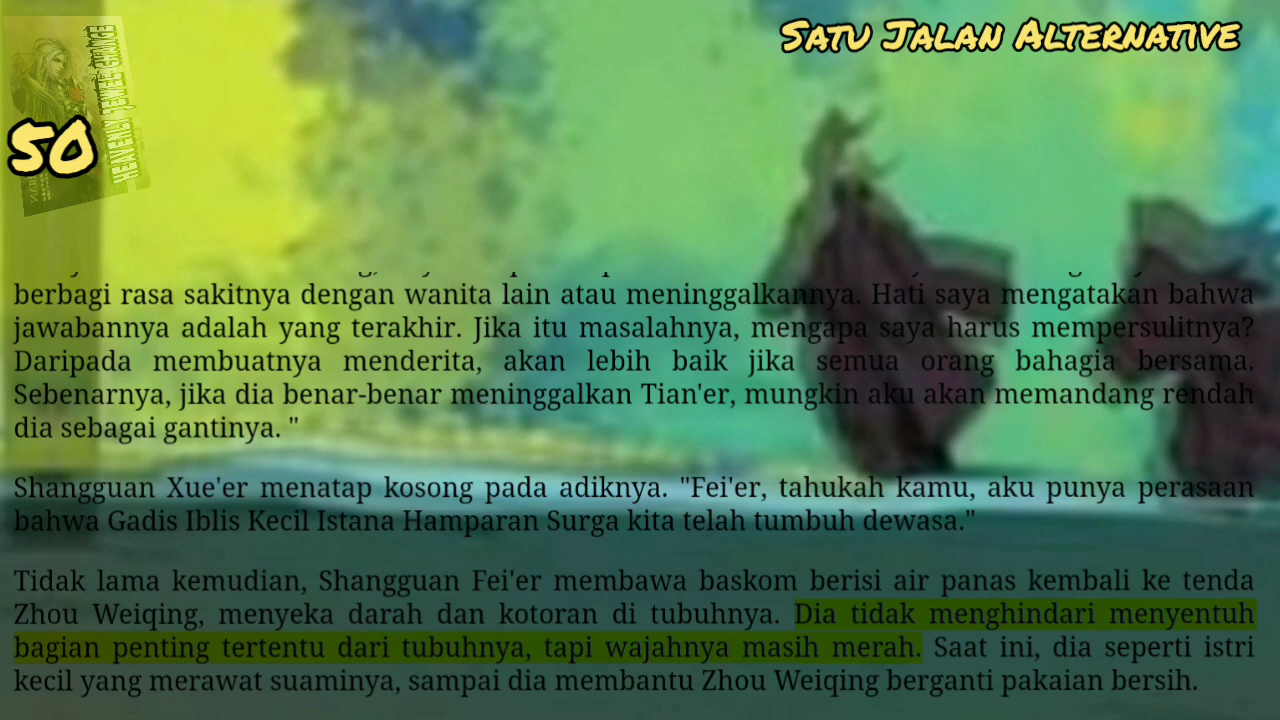 Satu Jalan Alternative
HEAVENLY JEWEL CHANGE
50
berbagi rasa sakitnya dengan wanita lain atau meninggalkannya. Hati saya mengatakan bahwa
jawabannya adalah yang terakhir. Jika itu masalahnya, mengapa saya harus mempersulitnya?
Daripada membuatnya menderita, akan lebih baik jika semua orang bahagia bersama.
Sebenarnya, jika dia benar-benar meninggalkan Tian'er, mungkin aku akan memandang rendah
dia sebagai gantinya. "
Shangguan Xue'er menatap kosong pada adiknya. "Fei'er, tahukah kamu, aku punya perasaan
bahwa Gadis Iblis Kecil Istana Hamparan Surga kita telah tumbuh dewasa."
Tidak lama kemudian, Shangguan Fei'er membawa baskom berisi air panas kembali ke tenda
Zhou Weiqing, menyeka darah dan kotoran di tubuhnya. Dia tidak menghindari menyentuh
bagian penting tertentu dari tubuhnya, tapi wajahnya masih merah. Saat ini, dia seperti istri
kecil yang merawat suaminya, sampai dia membantu Zhou Weiqing berganti pakaian bersih.